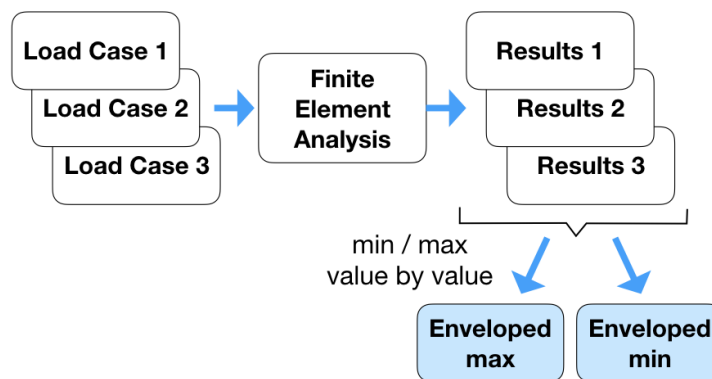 Load Case 1
Load Case 2
Load Case 3
Finite
Element
Analysis
Results 1
Results 2
Results 3
min / max
value by value
Enveloped
max
Enveloped
min